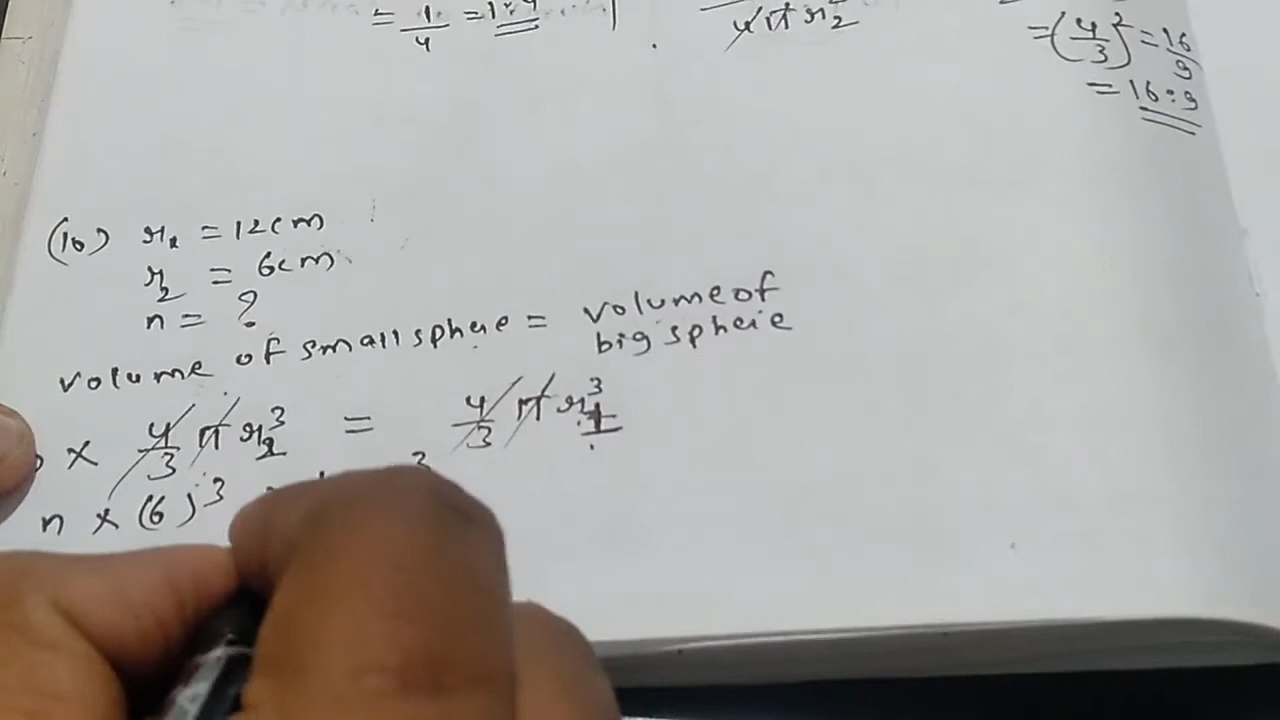 = 1/4 = 1:4
4πr₂²
= (4/3)² = 16/9
= 16:9
(10) r₁ = 12cm
r₂ = 6cm
n = ?
volume of small sphere = volume of
big sphere
× 4/3 π r₂³ = 4/3 π r₁³
n × (6)³